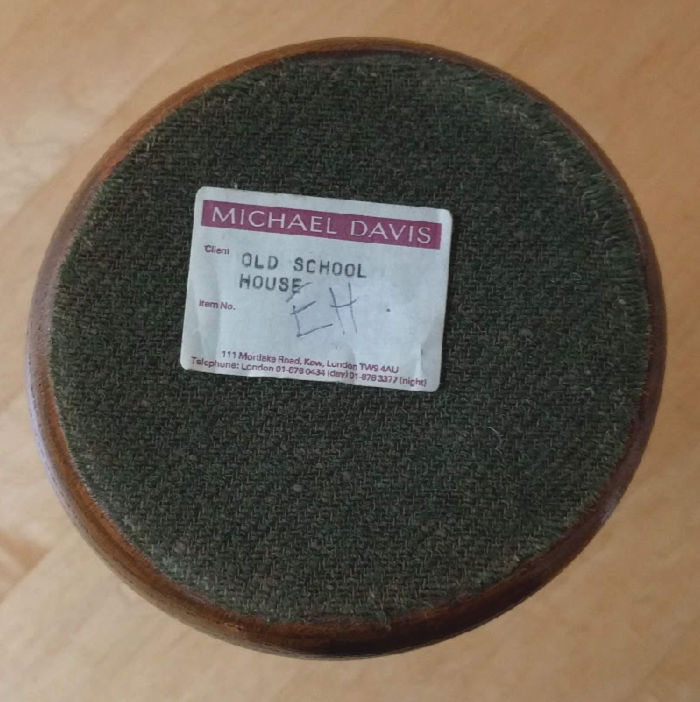 MICHAEL DAVIS
Client
OLD SCHOOL
HOUSE
Item No.
EH
111 Mortlake Road, Kew, London TW9 4AU
Telephone: London 01-876 0434 (day) 01-878 3377 (night)